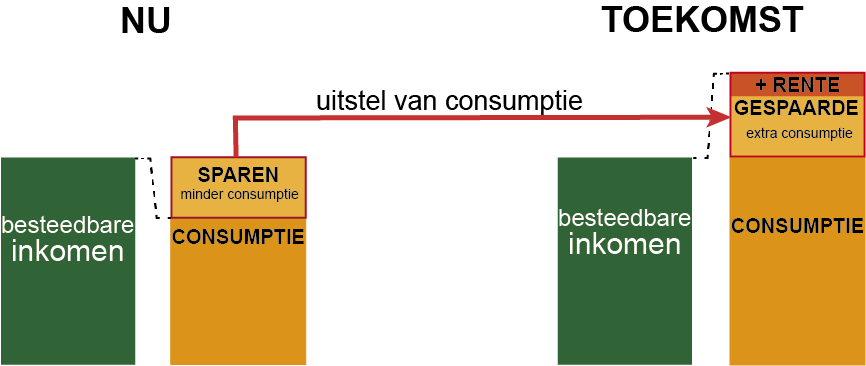 NU
TOEKOMST
uitstel van consumptie
besteedbare
inkomen
SPAREN
minder consumptie
CONSUMPTIE
besteedbare
inkomen
+ RENTE
GESPAARDE
extra consumptie
CONSUMPTIE